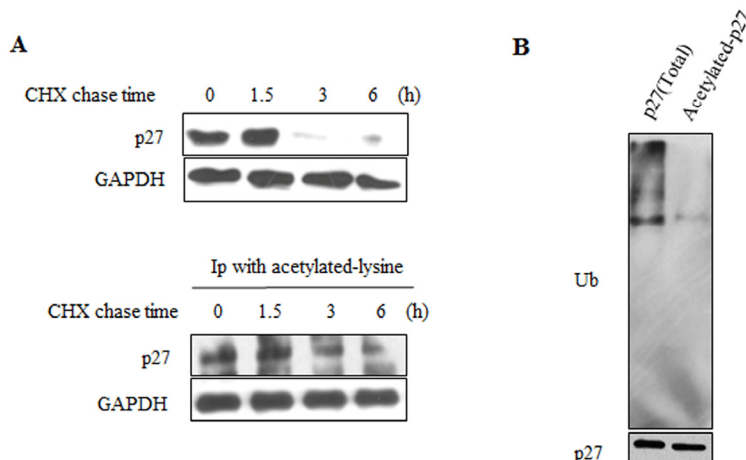 A
CHX chase time 0 1.5 3 6 (h)
p27
GAPDH
Ip with acetylated-lysine
CHX chase time 0 1.5 3 6 (h)
p27
GAPDH
B
p27(Total) Acetylated-p27
Ub
p27